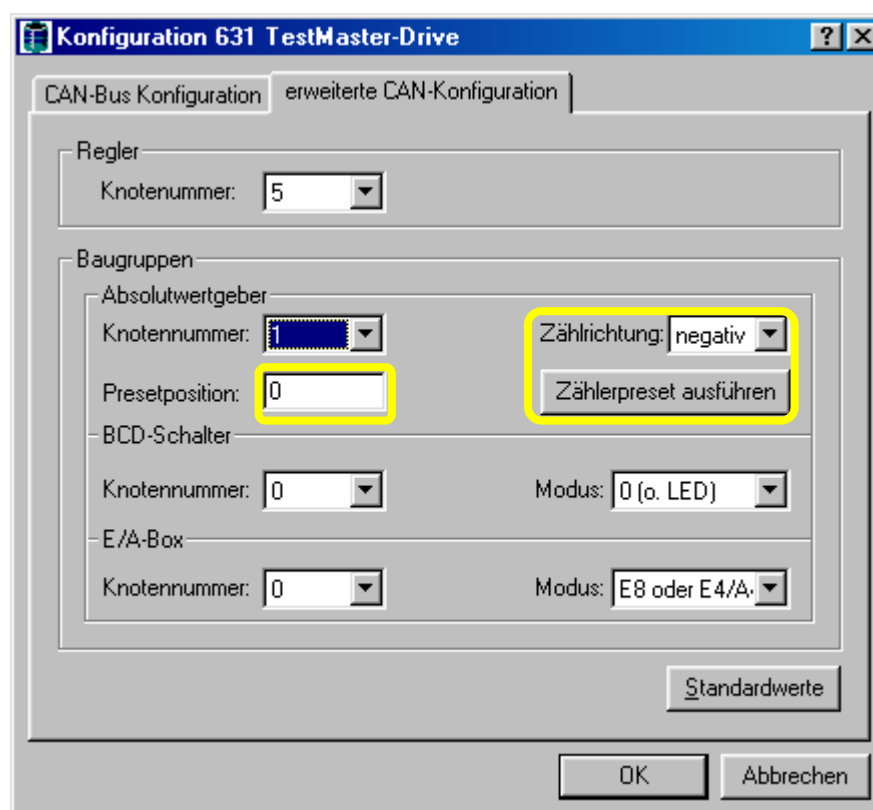 Konfiguration 631 TestMaster-Drive
CAN-Bus Konfiguration erweiterte CAN-Konfiguration
Regler
Knotenummer: 5
Baugruppen
Absolutwertgeber
Knotennummer: 1 Zählrichtung: negativ
Presetposition: 0 Zählerpreset ausführen
BCD-Schalter
Knotennummer: 0 Modus: 0 (o. LED)
E/A-Box
Knotennummer: 0 Modus: E8 oder E4/A
Standardwerte
OK Abbrechen